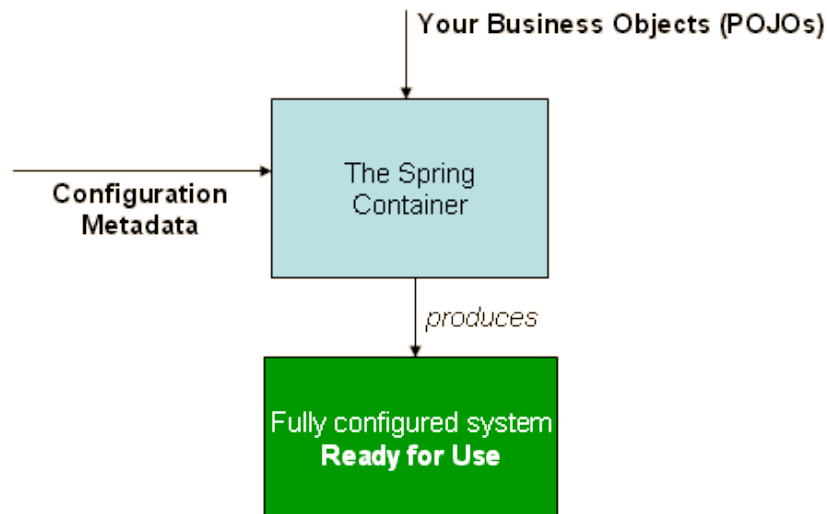 Your Business Objects (POJOs)
The Spring
Container
Configuration
Metadata
produces
Fully configured system
Ready for Use